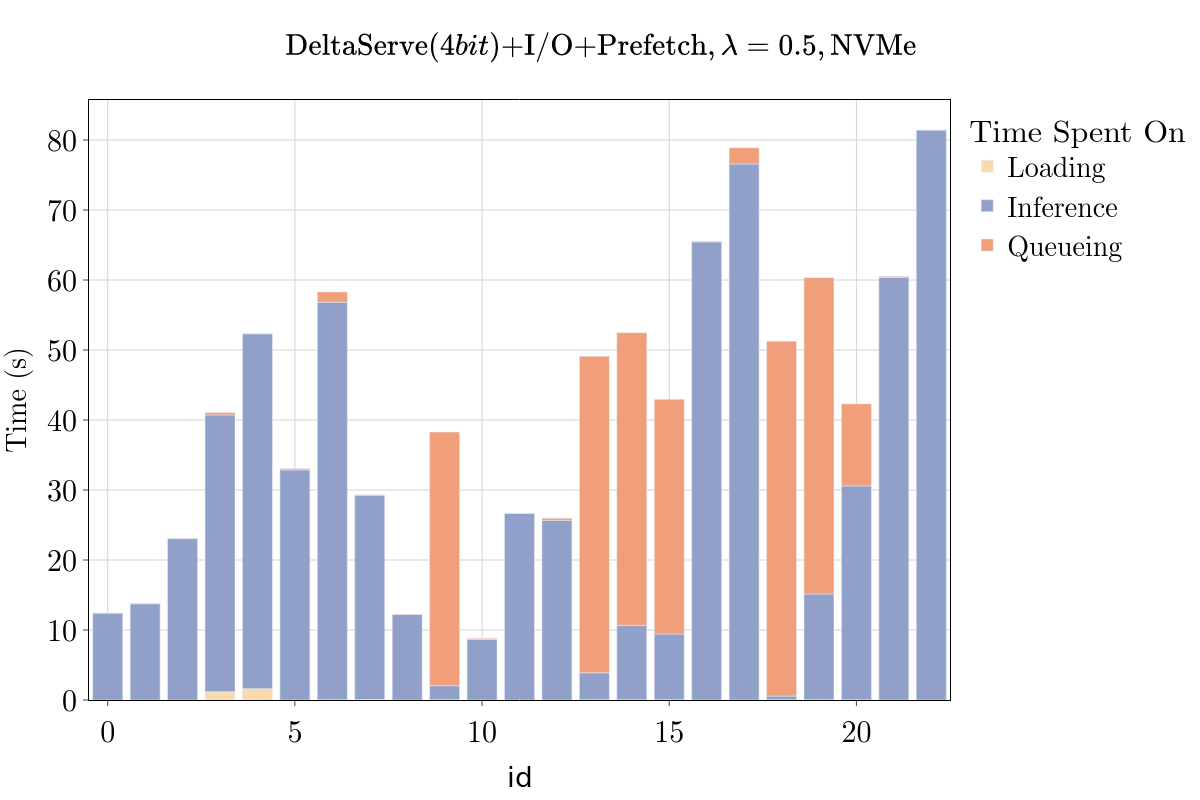 DeltaServe(4bit)+I/O+Prefetch, λ = 0.5, NVMe
Time Spent On
Loading
Inference
Queueing
Time (s)
80
70
60
50
40
30
20
10
0
0 5 10 15 20
id